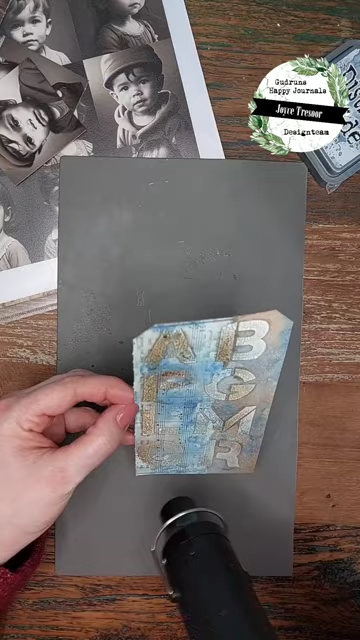 Gudruns
Happy Journals
Joyce Tresoor
Designteam
A B
F G
L M
R